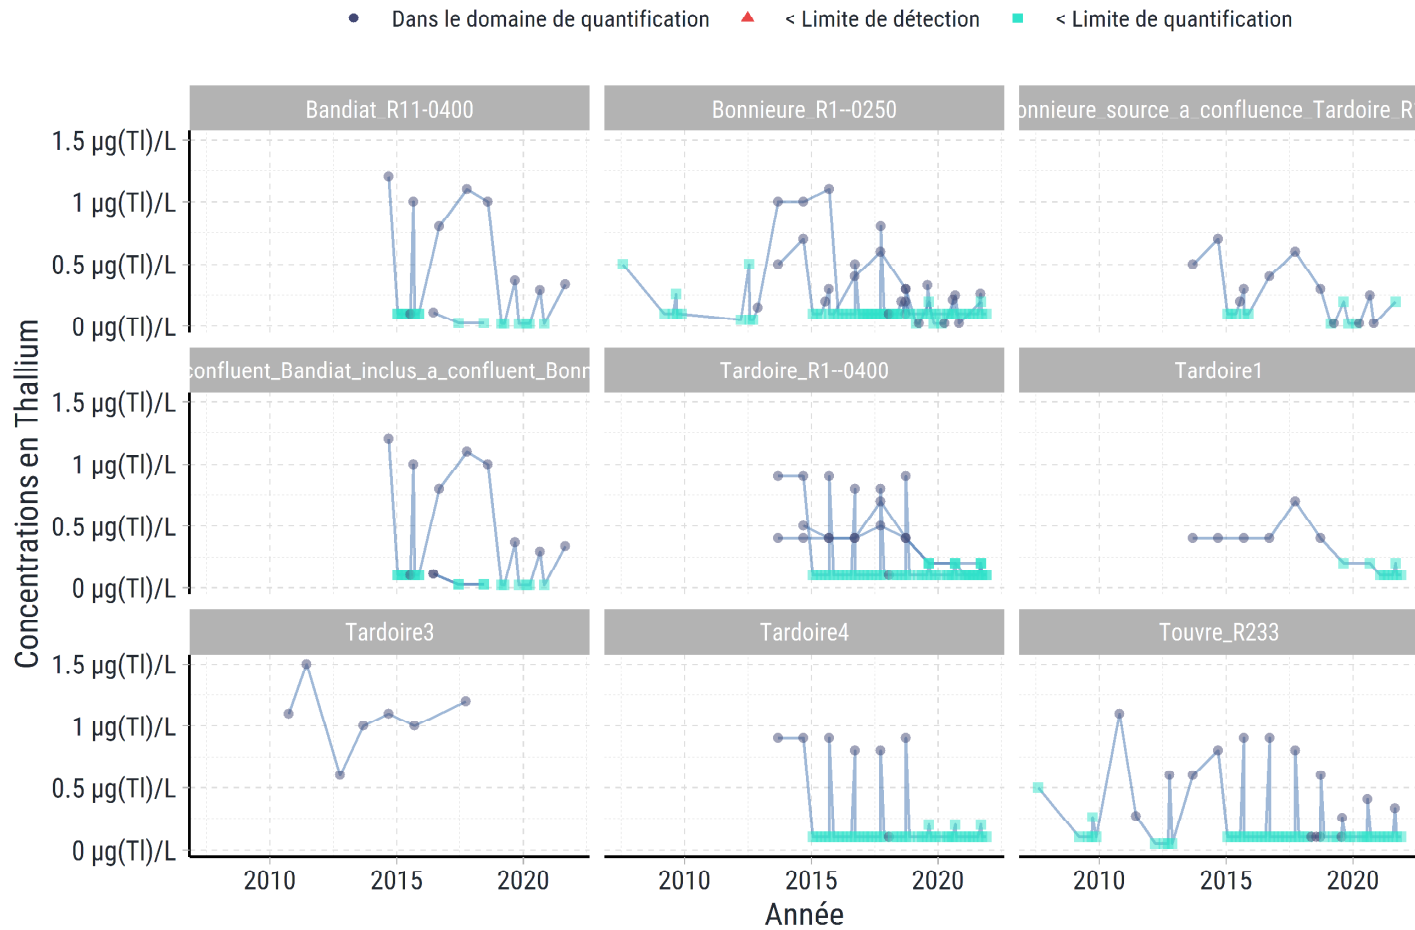 Dans le domaine de quantification < Limite de détection < Limite de quantification
Bandiat_R11-0400 Bonnieure_R1--0250 onnieure_source_a_confluence_Tardoire_R
1.5 µg(Tl)/L
1 µg(Tl)/L
0.5 µg(Tl)/L
0 µg(Tl)/L
confluent_Bandiat_inclus_a_confluent_Bonn Tardoire_R1--0400 Tardoire1
1.5 µg(Tl)/L
1 µg(Tl)/L
0.5 µg(Tl)/L
0 µg(Tl)/L
Tardoire3 Tardoire4 Touvre_R233
1.5 µg(Tl)/L
1 µg(Tl)/L
0.5 µg(Tl)/L
0 µg(Tl)/L
Concentrations en Thallium
2010 2015 2020 2010 2015 2020 2010 2015 2020
Année